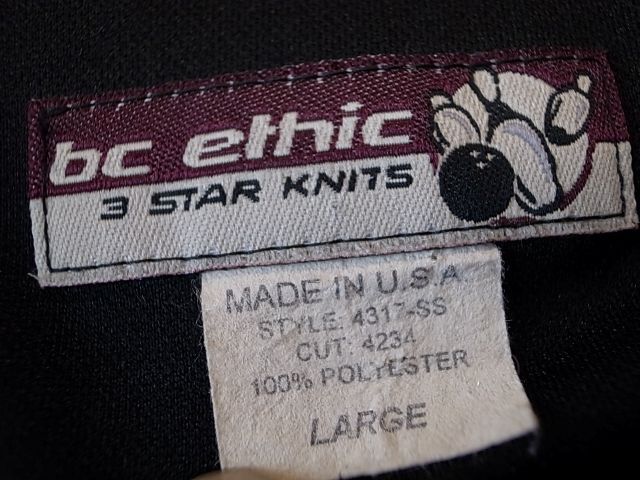 bc ethic
3 STAR KNITS
MADE IN U.S.A.
STYLE: 4317-SS
CUT: 4234
100% POLYESTER
LARGE